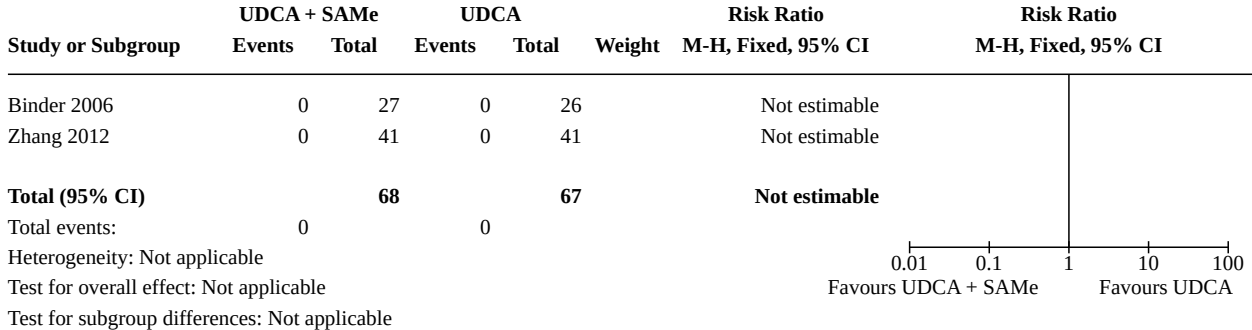 UDCA + SAMe UDCA Risk Ratio Risk Ratio
Study or Subgroup Events Total Events Total Weight M-H, Fixed, 95% CI M-H, Fixed, 95% CI
Binder 2006 0 27 0 26 Not estimable
Zhang 2012 0 41 0 41 Not estimable
Total (95% CI) 68 67 Not estimable
Total events: 0 0
Heterogeneity: Not applicable
0.01 0.1 1 10 100
Test for overall effect: Not applicable Favours UDCA + SAMe Favours UDCA
Test for subgroup differences: Not applicable